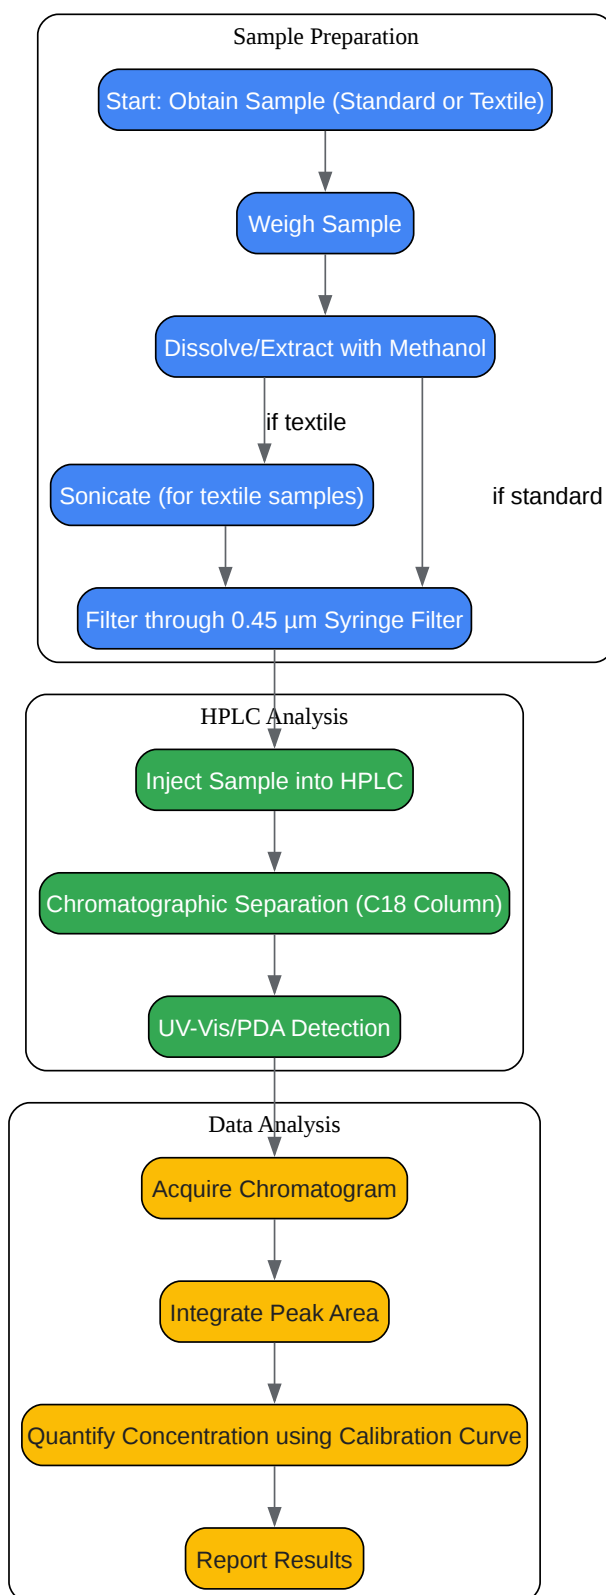 Sample Preparation
Start: Obtain Sample (Standard or Textile)
Weigh Sample
Dissolve/Extract with Methanol
if textile
Sonicate (for textile samples)
if standard
Filter through 0.45 µm Syringe Filter
HPLC Analysis
Inject Sample into HPLC
Chromatographic Separation (C18 Column)
UV-Vis/PDA Detection
Data Analysis
Acquire Chromatogram
Integrate Peak Area
Quantify Concentration using Calibration Curve
Report Results